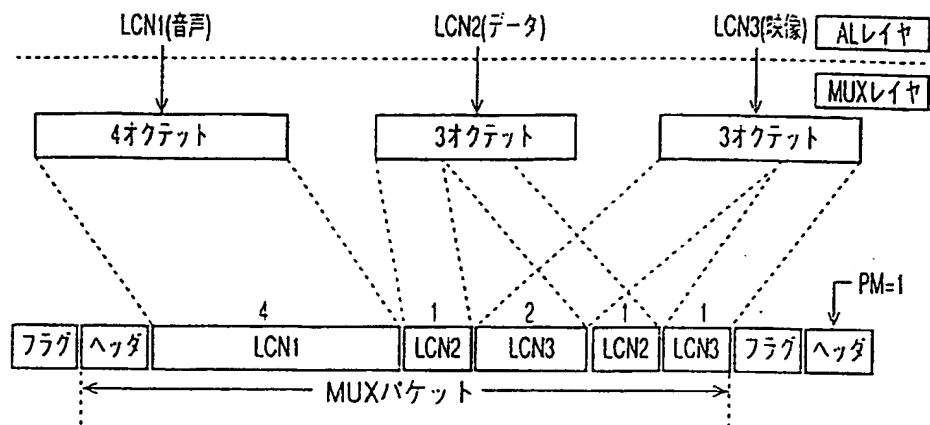 LCN1(音声) LCN2(データ) LCN3(映像) ALレイヤ
MUXレイヤ
4オクテット 3オクテット 3オクテット
PM=1
4 1 2 1 1
フラグ ヘッダ LCN1 LCN2 LCN3 LCN2 LCN3 フラグ ヘッダ
MUXパケット